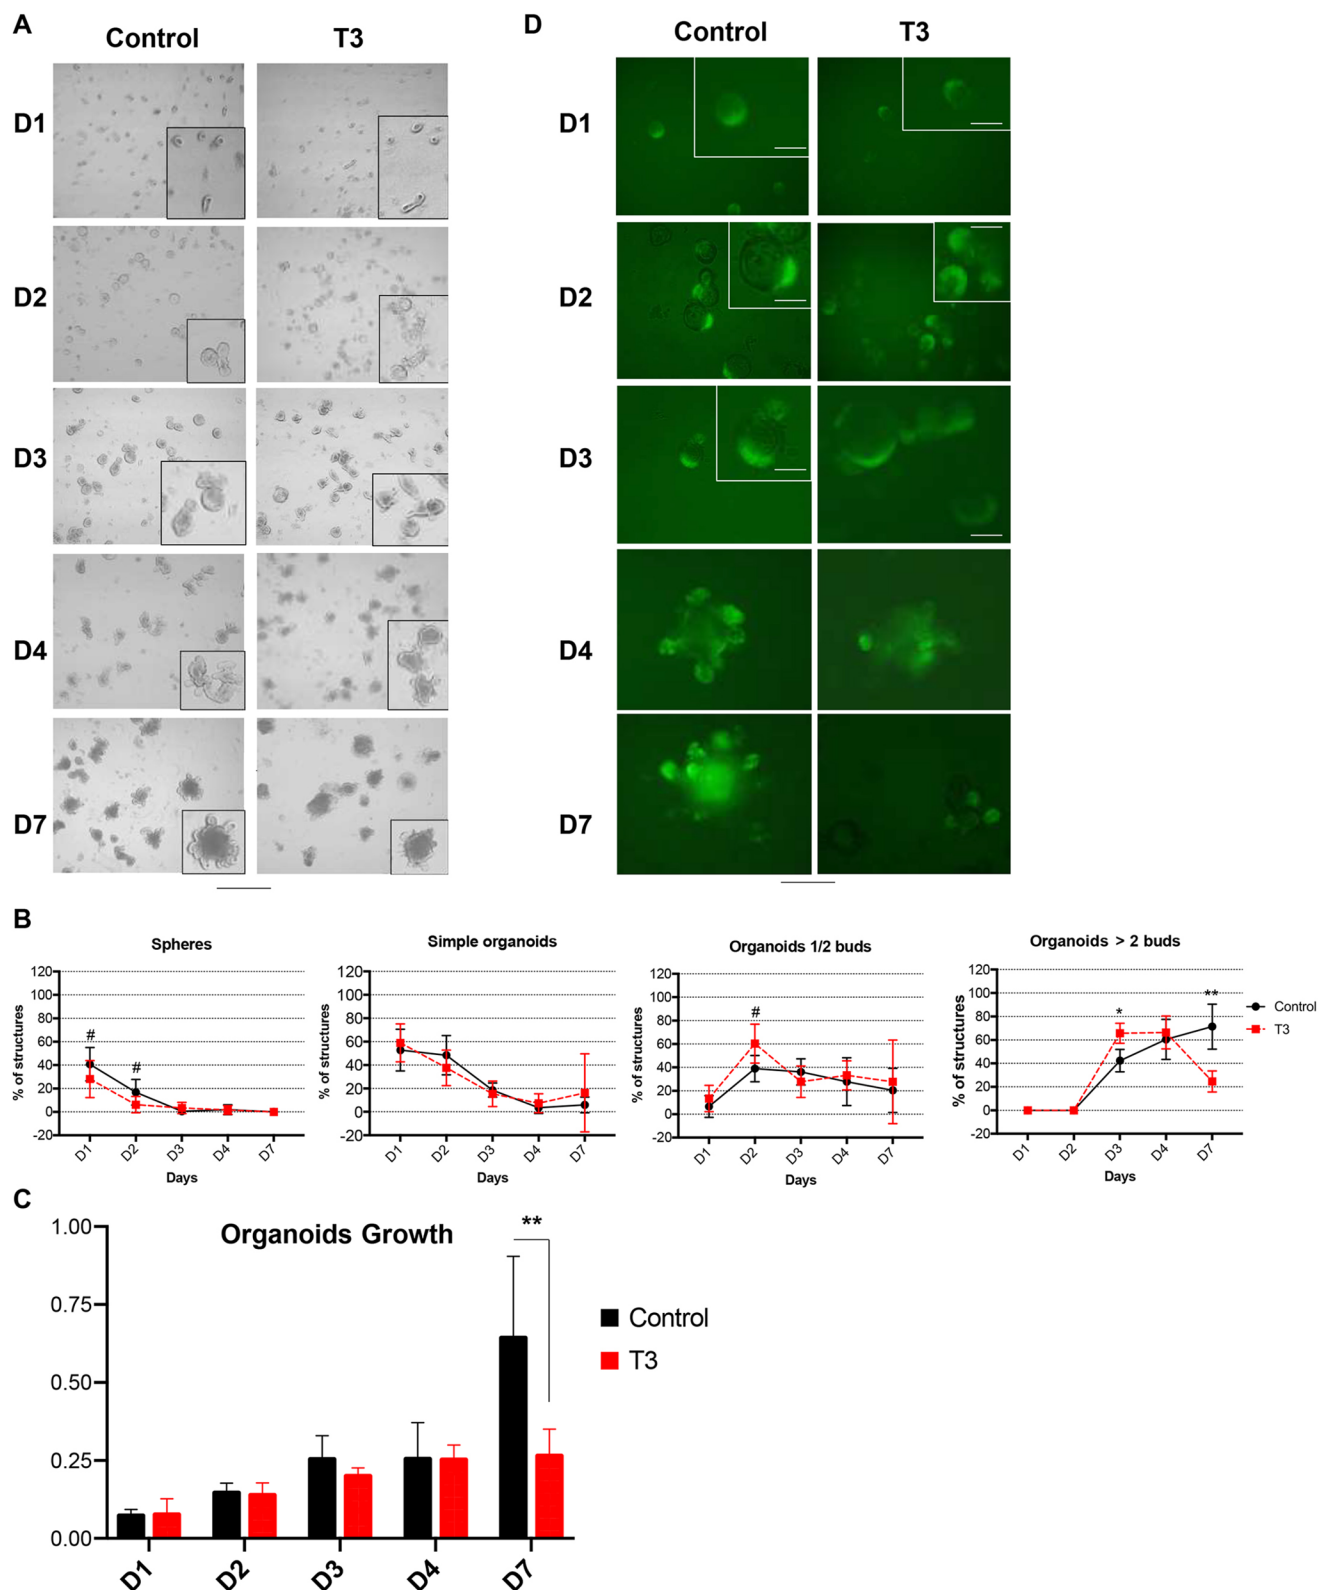 A
Control T3
D1
D2
D3
D4
D7
D
Control T3
D1
D2
D3
D4
D7
B
Spheres
120
100
80
60
40
20
0
-20
% of structures
#
#
D1 D2 D3 D4 D7
Days
Simple organoids
120
100
80
60
40
20
0
-20
% of structures
D1 D2 D3 D4 D7
Days
Organoids 1/2 buds
120
100
80
60
40
20
0
-20
% of structures
#
D1 D2 D3 D4 D7
Days
Organoids > 2 buds
120
100
80
60
40
20
0
-20
% of structures
*
**
D1 D2 D3 D4 D7
Days
Control
T3
C
Organoids Growth
1.00
0.75
0.50
0.25
0.00
**
D1 D2 D3 D4 D7
Control
T3